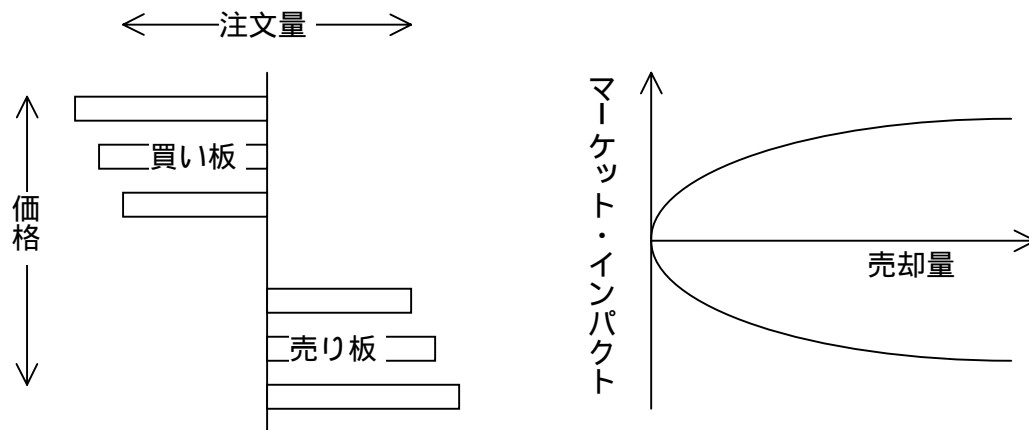 注文量
価格
買い板
売り板
マーケット・インパクト
売却量